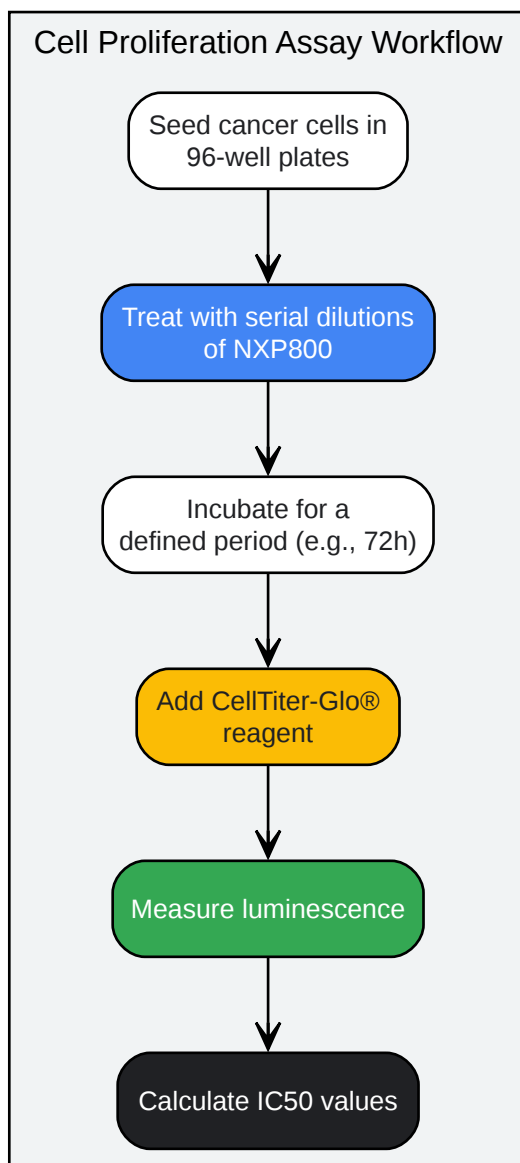 Cell Proliferation Assay Workflow
Seed cancer cells in
96-well plates
Treat with serial dilutions
of NXP800
Incubate for a
defined period (e.g., 72h)
Add CellTiter-Glo®
reagent
Measure luminescence
Calculate IC50 values